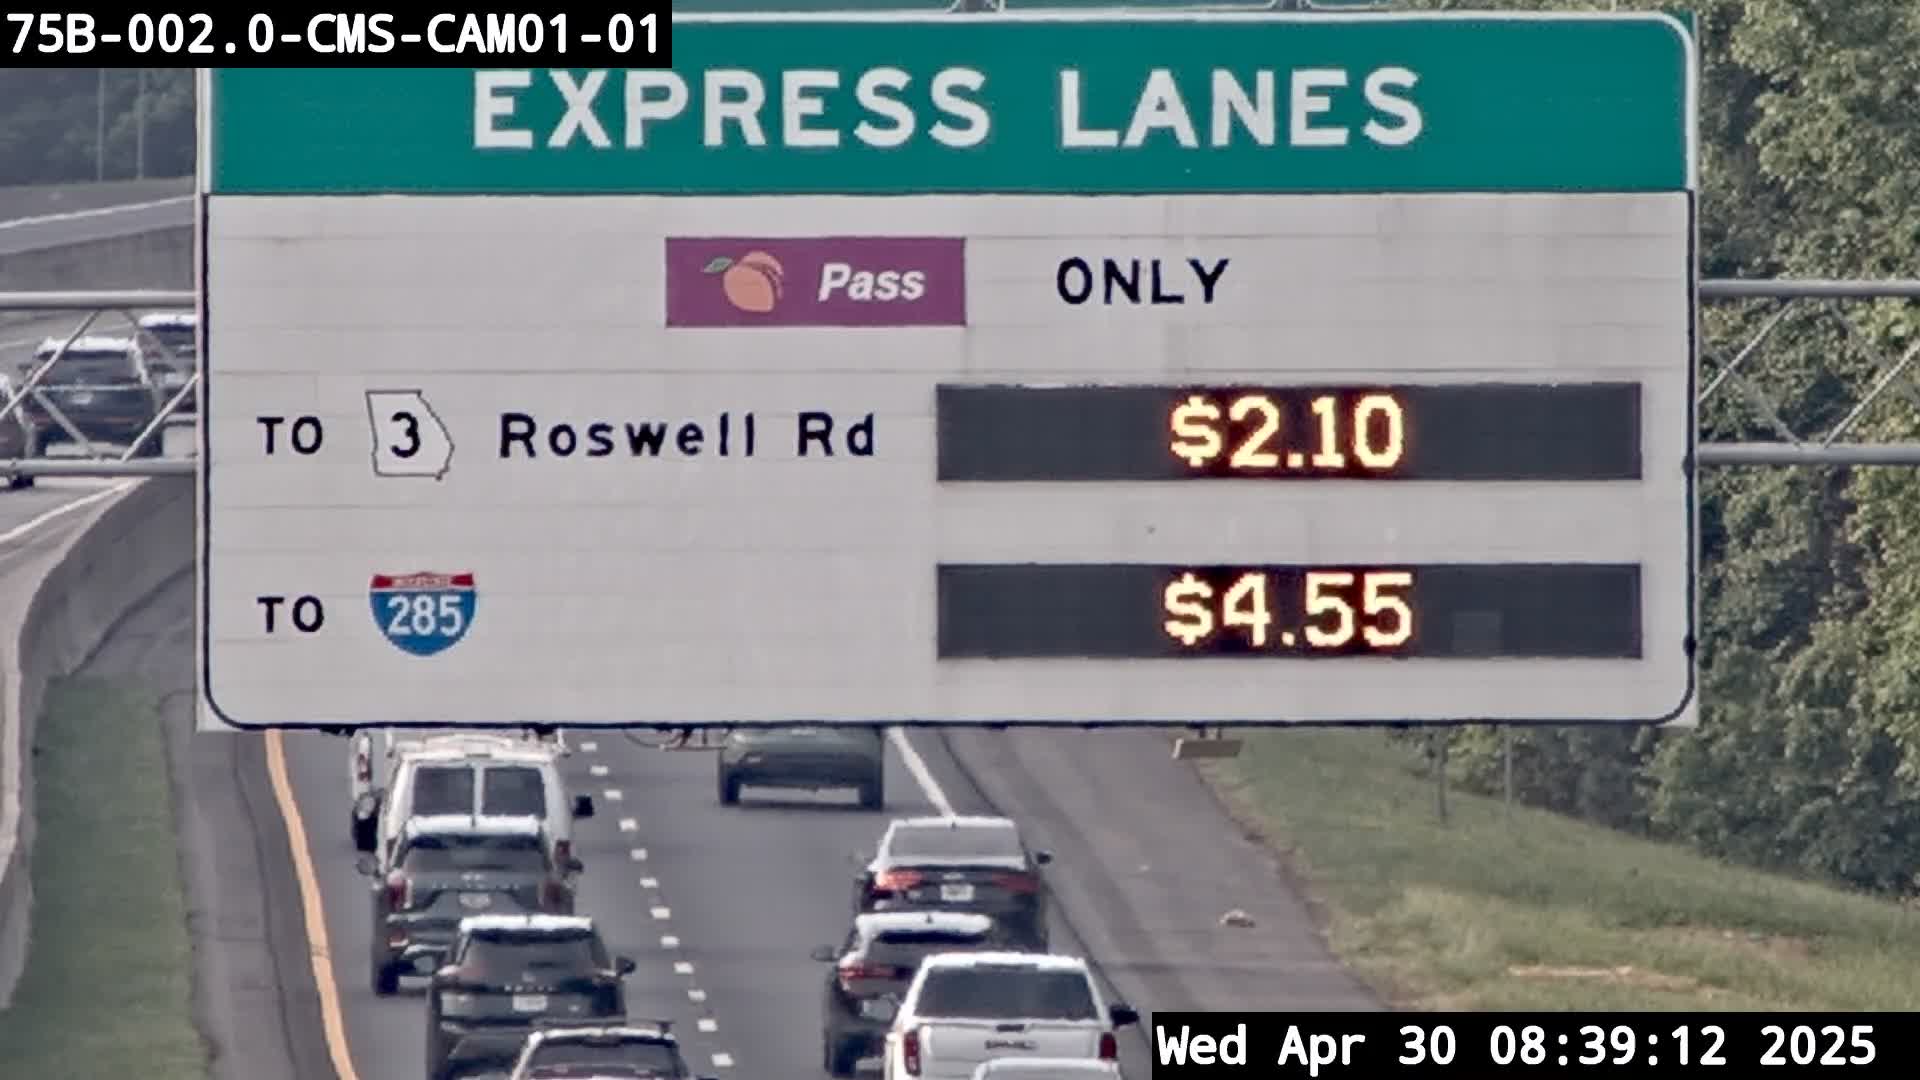 75B-002.0-CMS-CAM01-01
EXPRESS LANES
Pass ONLY
TO 3 Roswell Rd $2.10
TO 285 $4.55
Wed Apr 30 08:39:12 2025